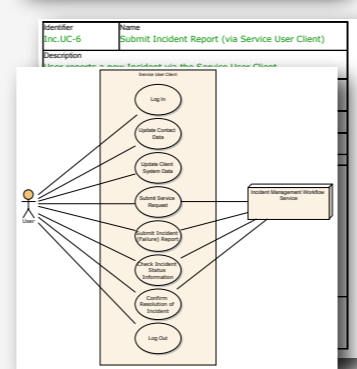 Identifier
Name
Inc.UC-6
Submit Incident Report (via Service User Client)
Description
User reports a new Incident via the Service User Client
Service User Client
Log In
Update Contact
Data
Update Client
System Data
Submit Service
Request
Incident Management Workflow
Service
User
Submit Incident
(Failure) Report
Check Incident
Status
Information
Confirm
Resolution of
Incident
Log Out